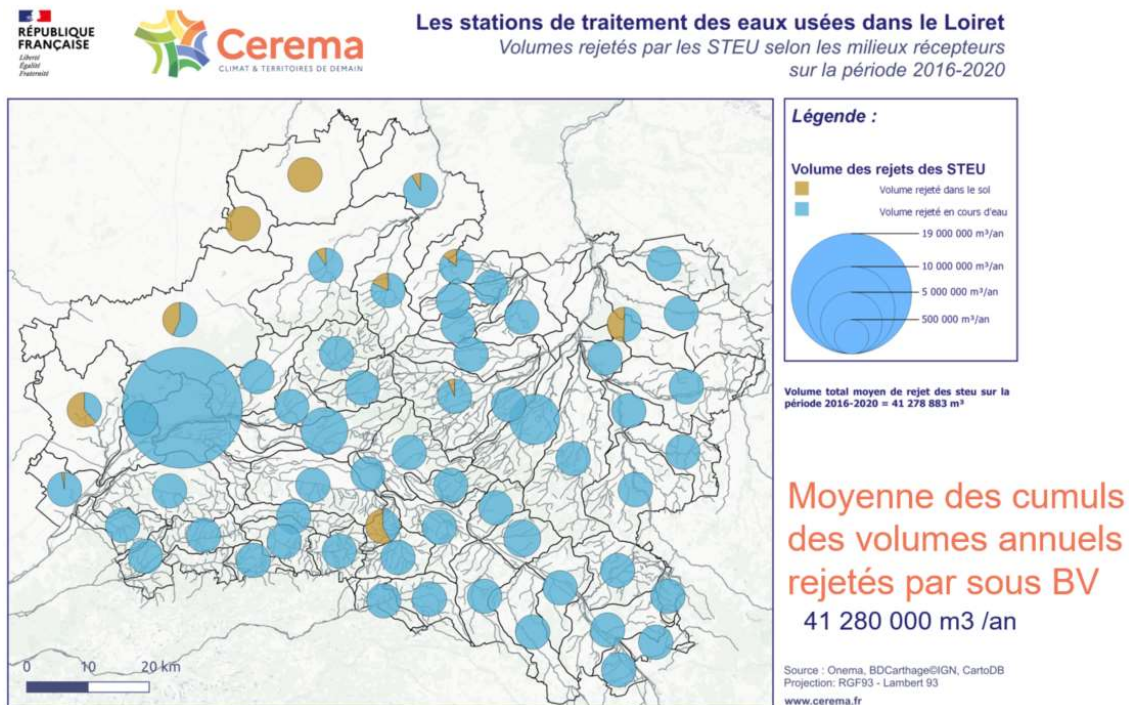 RÉPUBLIQUE
FRANÇAISE
Liberté
Égalité
Fraternité
Cerema
CLIMAT & TERRITOIRES DE DEMAIN
Les stations de traitement des eaux usées dans le Loiret
Volumes rejetés par les STEU selon les milieux récepteurs
sur la période 2016-2020
Légende :
Volume des rejets des STEU
Volume rejeté dans le sol
Volume rejeté en cours d'eau
19 000 000 m³/an
10 000 000 m³/an
5 000 000 m³/an
500 000 m³/an
Volume total moyen de rejet des steu sur la
période 2016-2020 = 41 278 883 m³
Moyenne des cumuls
des volumes annuels
rejetés par sous BV
41 280 000 m3 /an
0 10 20 km
Source : Onema, BDCarthage©IGN, CartoDB
Projection: RGF93 - Lambert 93
www.cerema.fr